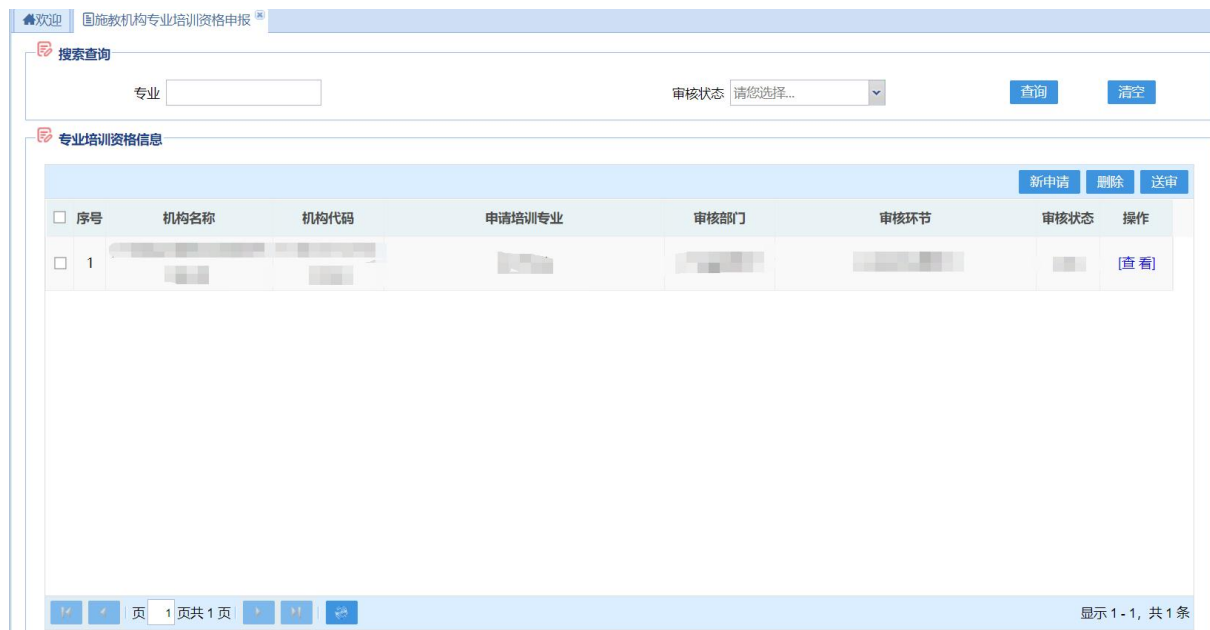 欢迎 施教机构专业培训资格申报
搜索查询
专业 审核状态 请您选择... 查询 清空
专业培训资格信息
新申请 删除 送审
序号 机构名称 机构代码 申请培训专业 审核部门 审核环节 审核状态 操作
1 [查 看]
页 1 页共 1 页 显示 1 - 1, 共 1 条